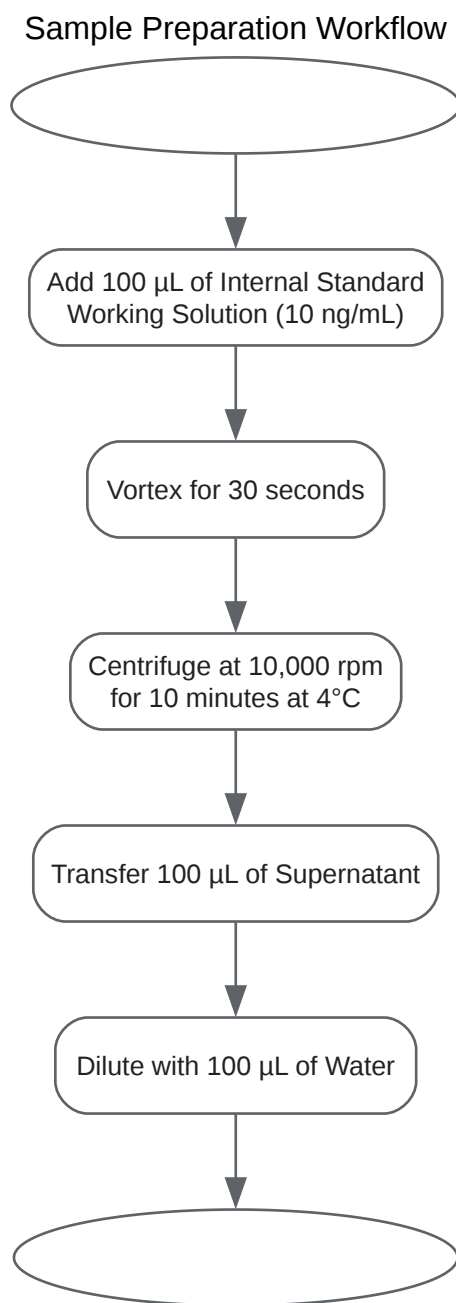 Sample Preparation Workflow
Add 100 µL of Internal Standard
Working Solution (10 ng/mL)
Vortex for 30 seconds
Centrifuge at 10,000 rpm
for 10 minutes at 4°C
Transfer 100 µL of Supernatant
Dilute with 100 µL of Water